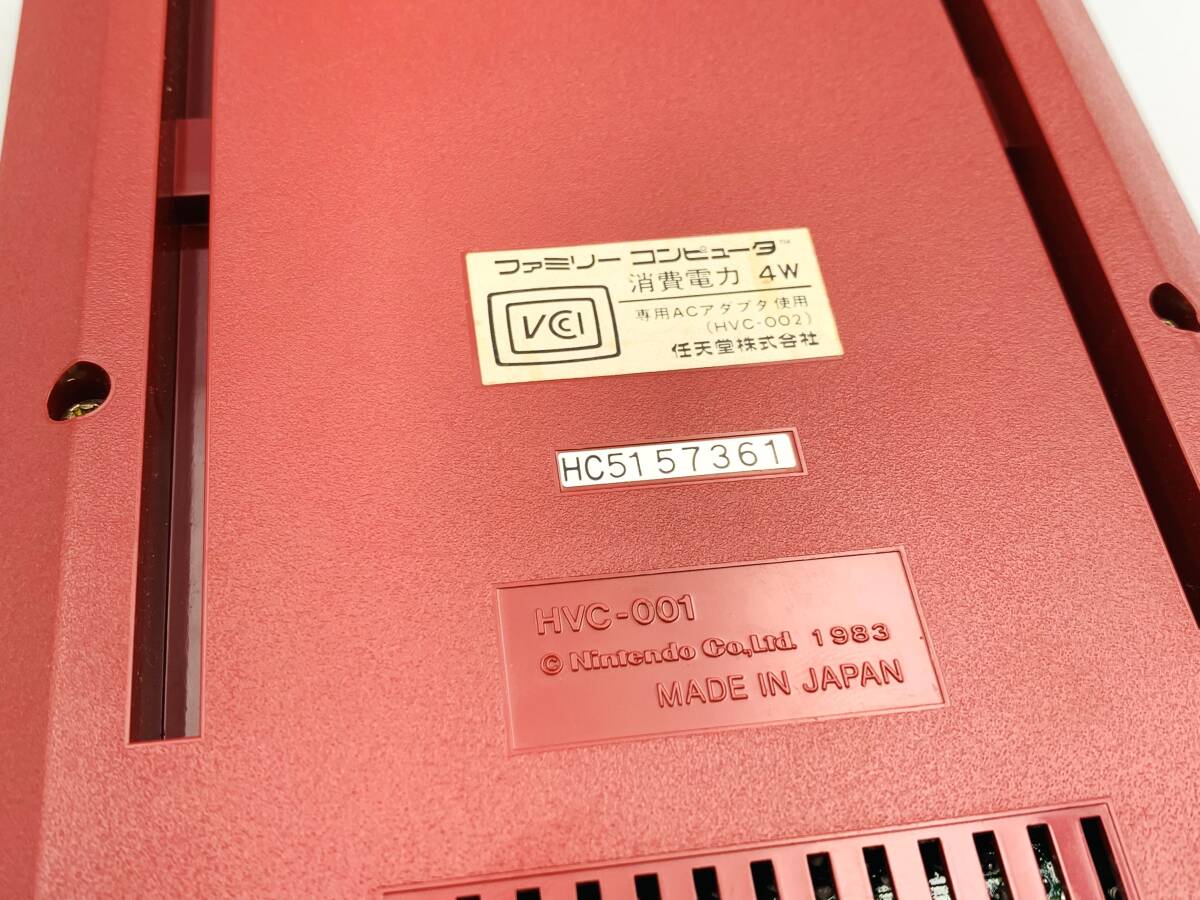 ファミリー コンピュータ™
消費電力 4W
VCCI
専用ACアダプタ使用
(HVC-002)
任天堂株式会社
HC5157361
HVC-001
© Nintendo Co,Ltd. 1983
MADE IN JAPAN